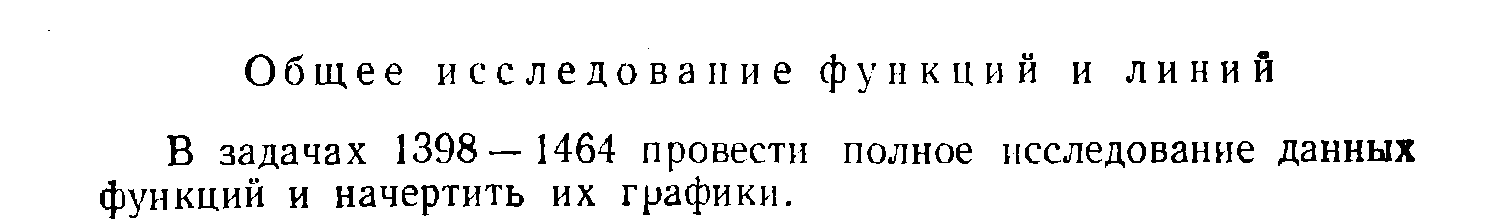 Общее исследование функций и линий
В задачах 1398 — 1464 провести полное исследование данных
функций и начертить их графики.